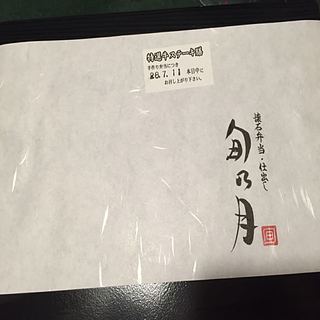 特選牛ステーキ膳
手作り弁当につき
28.7.11 本日中に
お召し上がり下さい。
懐石弁当・仕出し
旬乃月